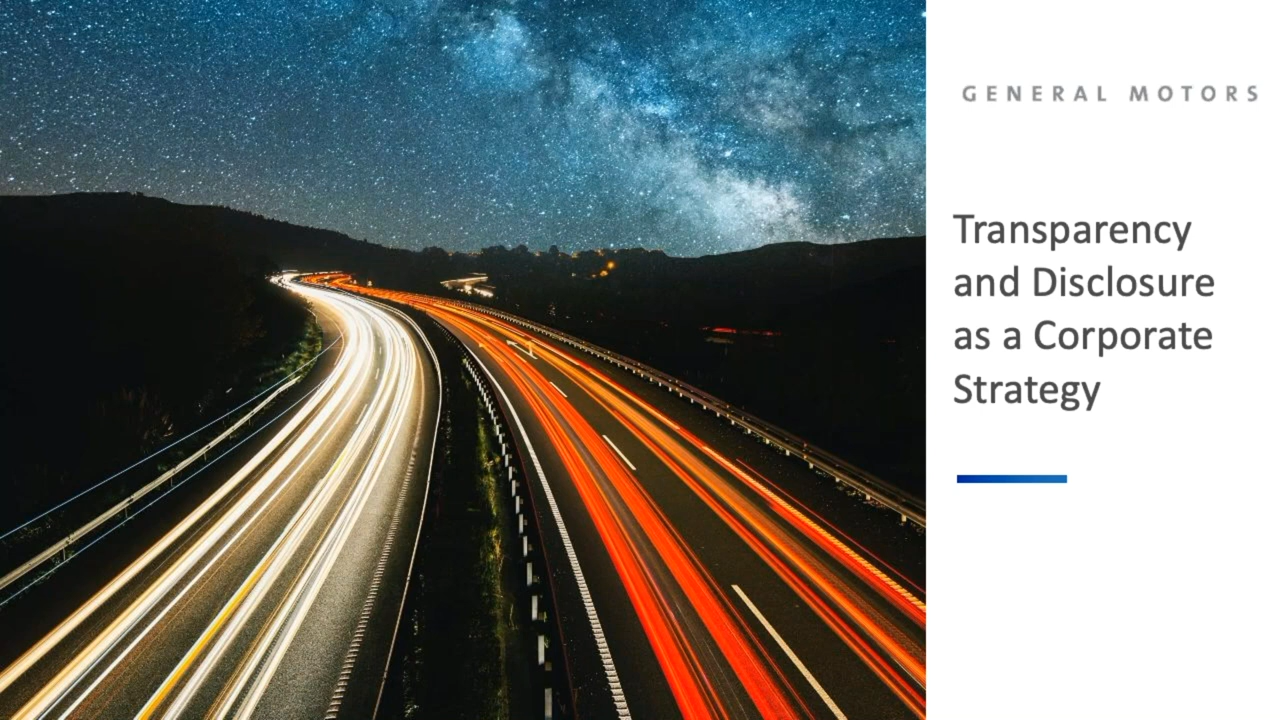 GENERAL MOTORS
Transparency
and Disclosure
as a Corporate
Strategy